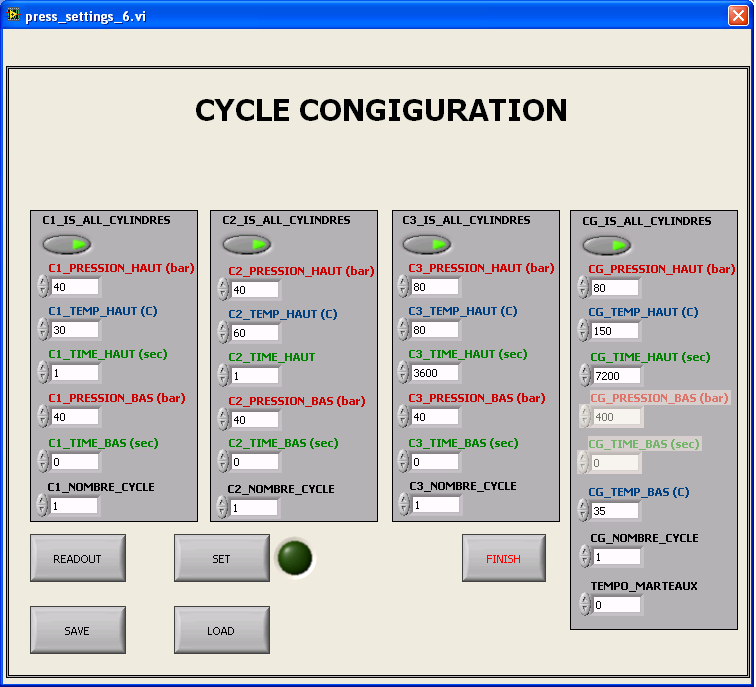 press_settings_6.vi
CYCLE CONGIGURATION
C1_IS_ALL_CYLINDRES
C1_PRESSION_HAUT (bar)
40
C1_TEMP_HAUT (C)
30
C1_TIME_HAUT (sec)
1
C1_PRESSION_BAS (bar)
40
C1_TIME_BAS (sec)
0
C1_NOMBRE_CYCLE
1
C2_IS_ALL_CYLINDRES
C2_PRESSION_HAUT (bar)
40
C2_TEMP_HAUT (C)
60
C2_TIME_HAUT
1
C2_PRESSION_BAS (bar)
40
C2_TIME_BAS (sec)
0
C2_NOMBRE_CYCLE
1
C3_IS_ALL_CYLINDRES
C3_PRESSION_HAUT (bar)
80
C3_TEMP_HAUT (C)
80
C3_TIME_HAUT (sec)
3600
C3_PRESSION_BAS (bar)
40
C3_TIME_BAS (sec)
0
C3_NOMBRE_CYCLE
1
CG_IS_ALL_CYLINDRES
CG_PRESSION_HAUT (bar)
80
CG_TEMP_HAUT (C)
150
CG_TIME_HAUT (sec)
7200
CG_PRESSION_BAS (bar)
400
CG_TIME_BAS (sec)
0
CG_TEMP_BAS (C)
35
CG_NOMBRE_CYCLE
1
TEMPO_MARTEAUX
0
READOUT
SET
FINISH
SAVE
LOAD